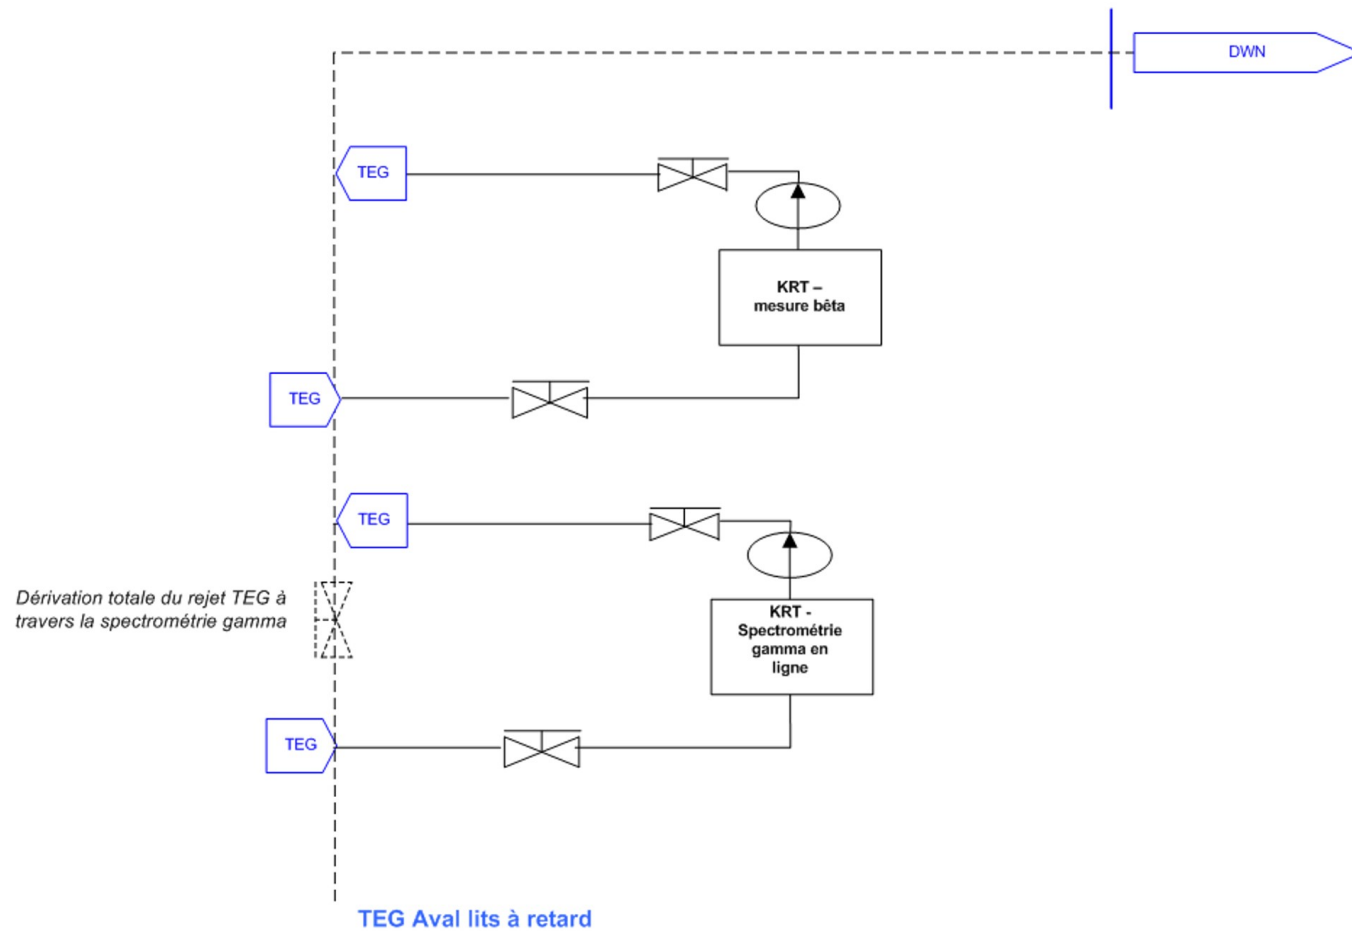 DWN
TEG
KRT –
mesure bêta
TEG
TEG
Dérivation totale du rejet TEG à
travers la spectrométrie gamma
KRT -
Spectrométrie
gamma en
ligne
TEG
TEG Aval lits à retard